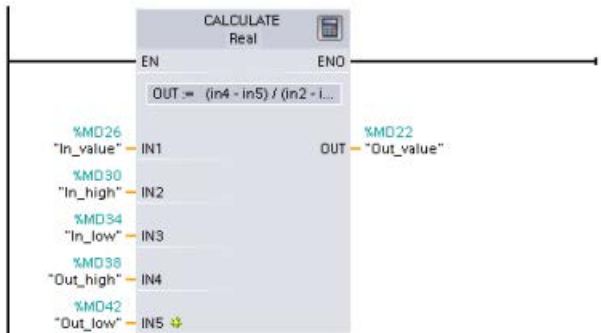 CALCULATE
Real
EN ENO
OUT := (in4 - in5) / (in2 - i...
%MD26
"In_value" IN1
%MD22
OUT "Out_value"
%MD30
"In_high" IN2
%MD34
"In_low" IN3
%MD38
"Out_high" IN4
%MD42
"Out_low" IN5